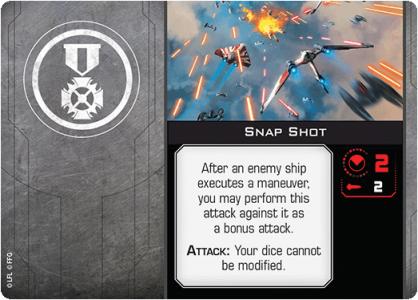 SNAP SHOT
After an enemy ship
executes a maneuver,
you may perform this
attack against it as
a bonus attack.
ATTACK: Your dice cannot
be modified.
2
2
© LFL © FFG